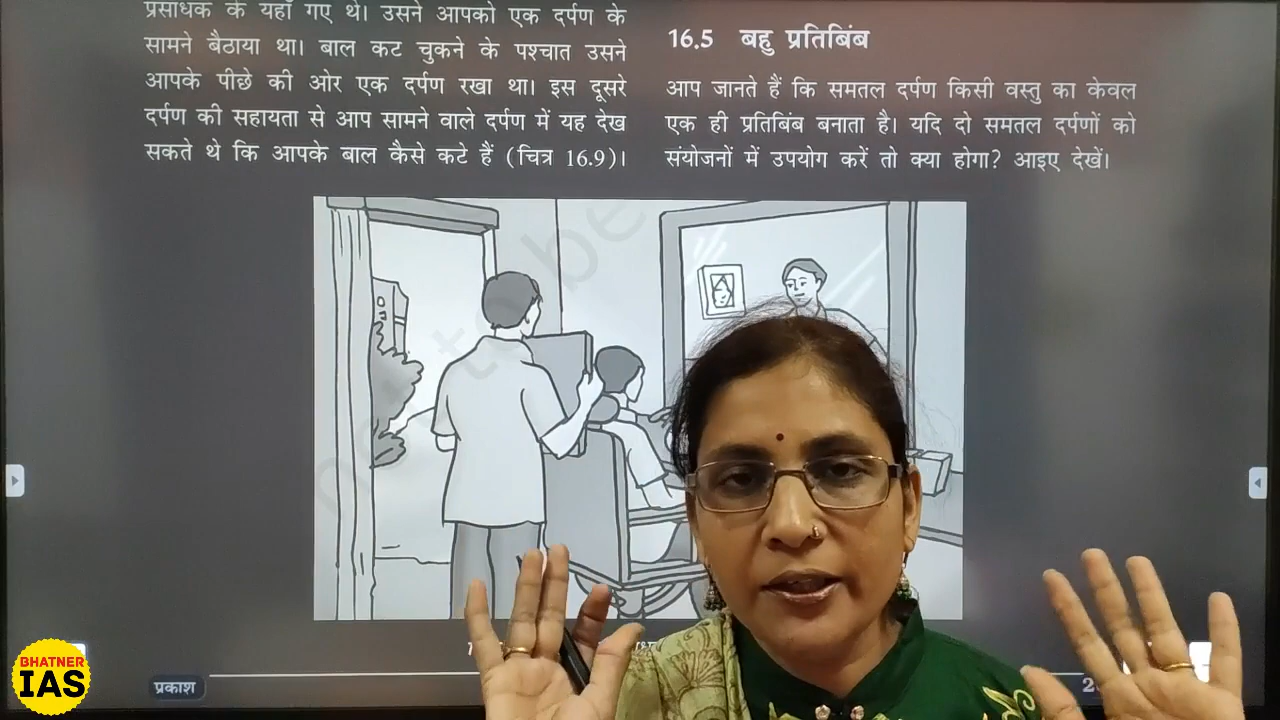 प्रसाधक के यहाँ गए थे। उसने आपको एक दर्पण के
सामने बैठाया था। बाल कट चुकने के पश्चात उसने
आपके पीछे की ओर एक दर्पण रखा था। इस दूसरे
दर्पण की सहायता से आप सामने वाले दर्पण में यह देख
सकते थे कि आपके बाल कैसे कटे हैं (चित्र 16.9)।
16.5 बहु प्रतिबिंब
आप जानते हैं कि समतल दर्पण किसी वस्तु का केवल
एक ही प्रतिबिंब बनाता है। यदि दो समतल दर्पणों को
संयोजनों में उपयोग करें तो क्या होगा? आइए देखें।
प्रकाश
BHATNER
IAS